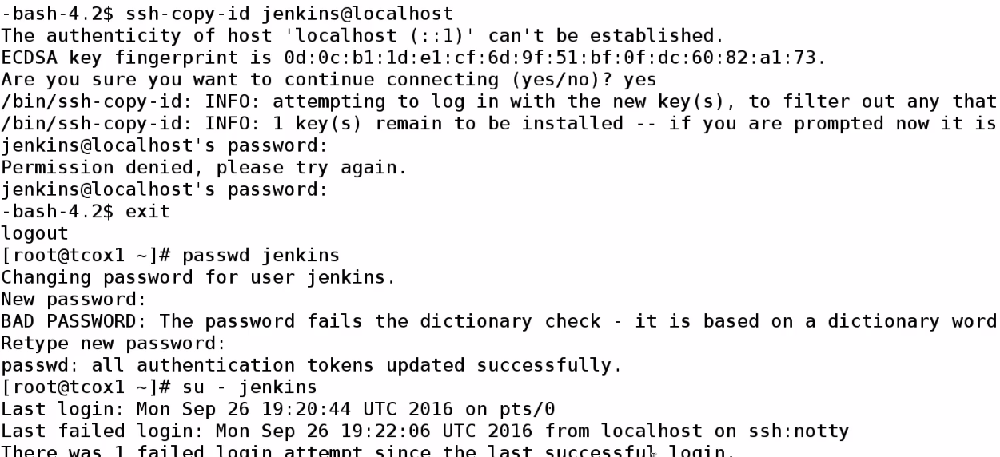 -bash-4.2$ ssh-copy-id jenkins@localhost
The authenticity of host 'localhost (::1)' can't be established.
ECDSA key fingerprint is 0d:0c:b1:1d:e1:cf:6d:9f:51:bf:0f:dc:60:82:a1:73.
Are you sure you want to continue connecting (yes/no)? yes
/bin/ssh-copy-id: INFO: attempting to log in with the new key(s), to filter out any that
/bin/ssh-copy-id: INFO: 1 key(s) remain to be installed -- if you are prompted now it is
jenkins@localhost's password:
Permission denied, please try again.
jenkins@localhost's password:
-bash-4.2$ exit
logout
[root@tcox1 ~]# passwd jenkins
Changing password for user jenkins.
New password:
BAD PASSWORD: The password fails the dictionary check - it is based on a dictionary word
Retype new password:
passwd: all authentication tokens updated successfully.
[root@tcox1 ~]# su - jenkins
Last login: Mon Sep 26 19:20:44 UTC 2016 on pts/0
Last failed login: Mon Sep 26 19:22:06 UTC 2016 from localhost on ssh:notty
There was 1 failed login attempt since the last successful login.